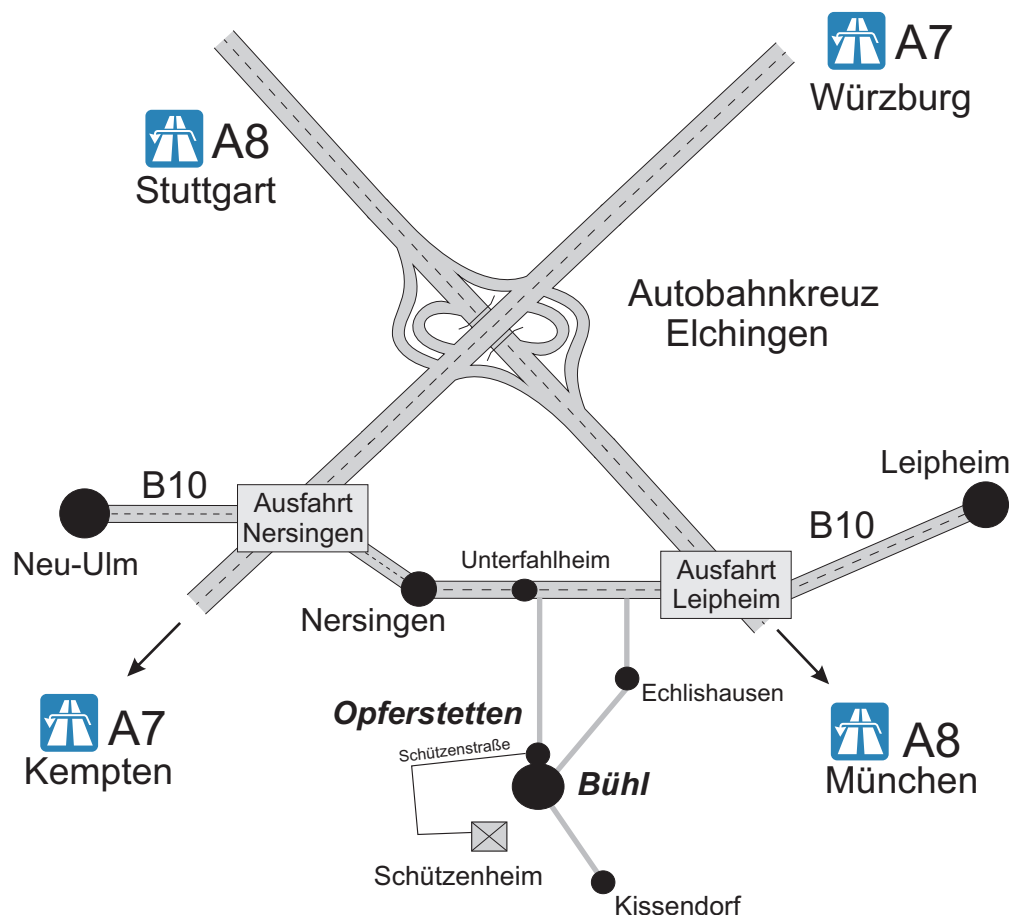 A7
Würzburg
A8
Stuttgart
Autobahnkreuz
Elchingen
Leipheim
B10
B10
Ausfahrt
Nersingen
Neu-Ulm
Unterfahlheim
Ausfahrt
Leipheim
Nersingen
Echlishausen
Opferstetten
A7
Kempten
Schützenstraße
A8
München
Bühl
Schützenheim
Kissendorf